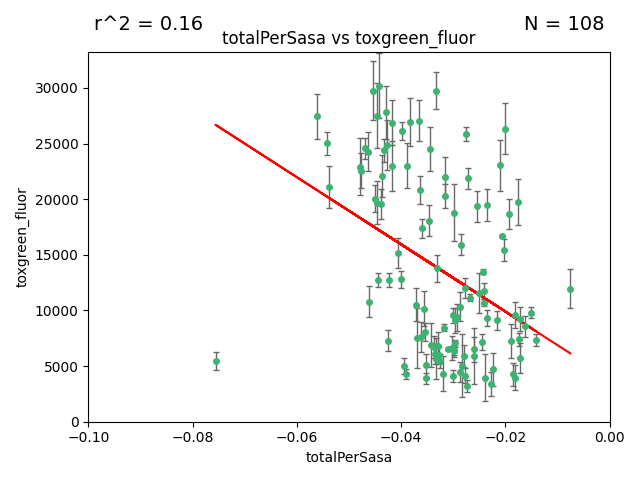 r^2 = 0.16
N = 108
totalPerSasa vs toxgreen_fluor
30000
25000
20000
15000
10000
5000
0
toxgreen_fluor
−0.10
−0.08
−0.06
−0.04
−0.02
0.00
totalPerSasa